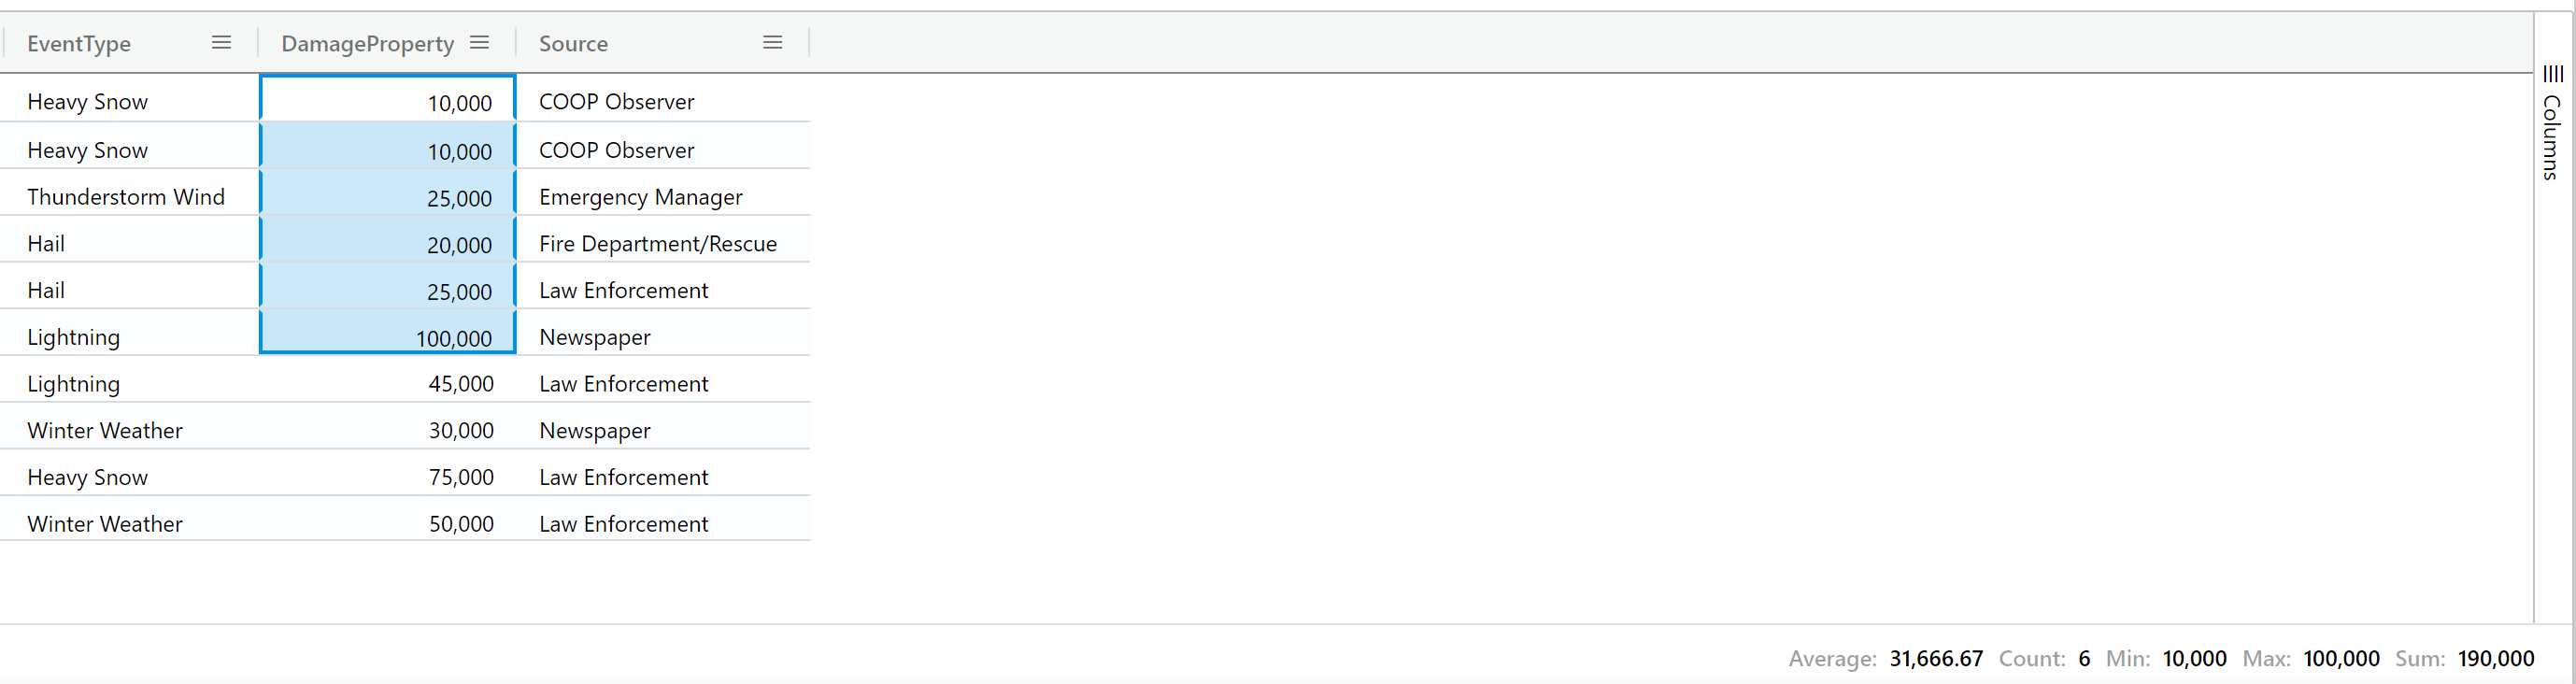 EventType DamageProperty Source
Heavy Snow 10,000 COOP Observer
Heavy Snow 10,000 COOP Observer
Thunderstorm Wind 25,000 Emergency Manager
Hail 20,000 Fire Department/Rescue
Hail 25,000 Law Enforcement
Lightning 100,000 Newspaper
Lightning 45,000 Law Enforcement
Winter Weather 30,000 Newspaper
Heavy Snow 75,000 Law Enforcement
Winter Weather 50,000 Law Enforcement
Columns
Average: 31,666.67 Count: 6 Min: 10,000 Max: 100,000 Sum: 190,000